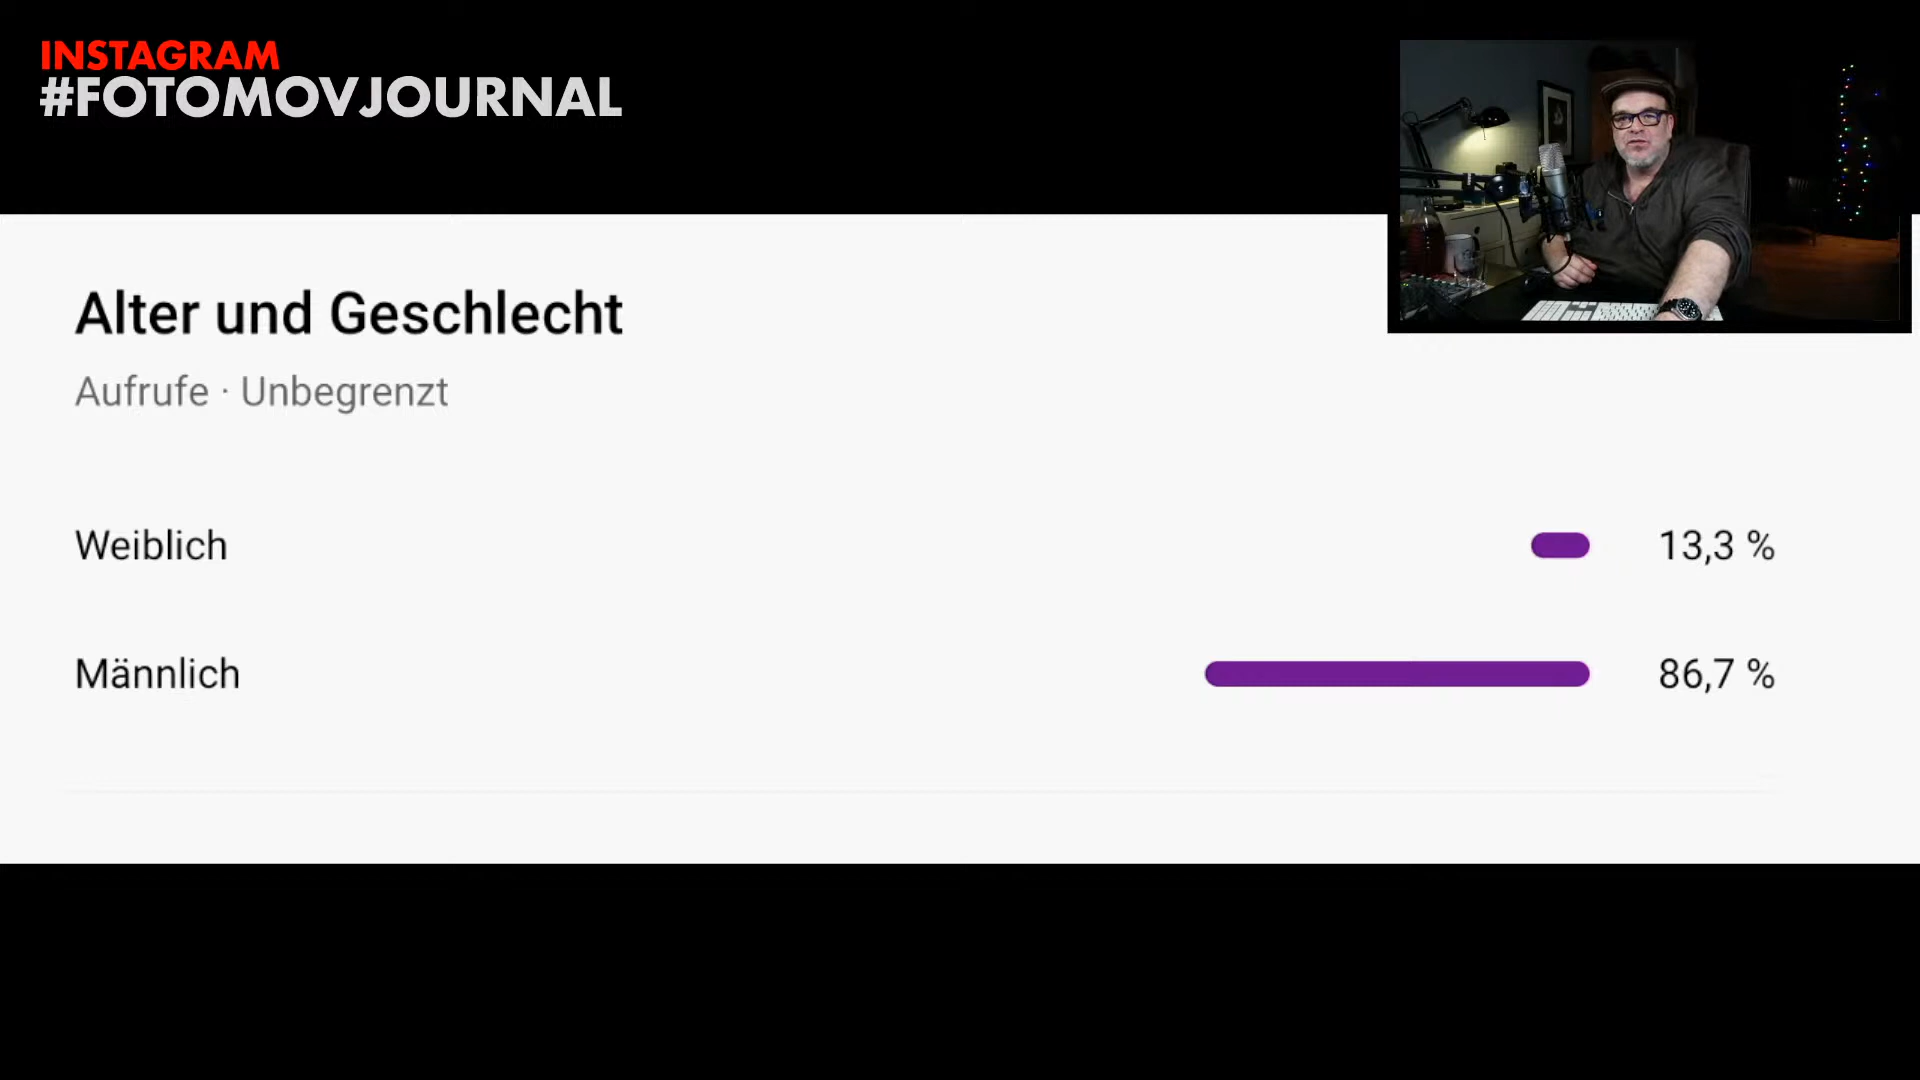 INSTAGRAM
#FOTOMOVJOURNAL
Alter und Geschlecht
Aufrufe · Unbegrenzt
Weiblich 13,3 %
Männlich 86,7 %